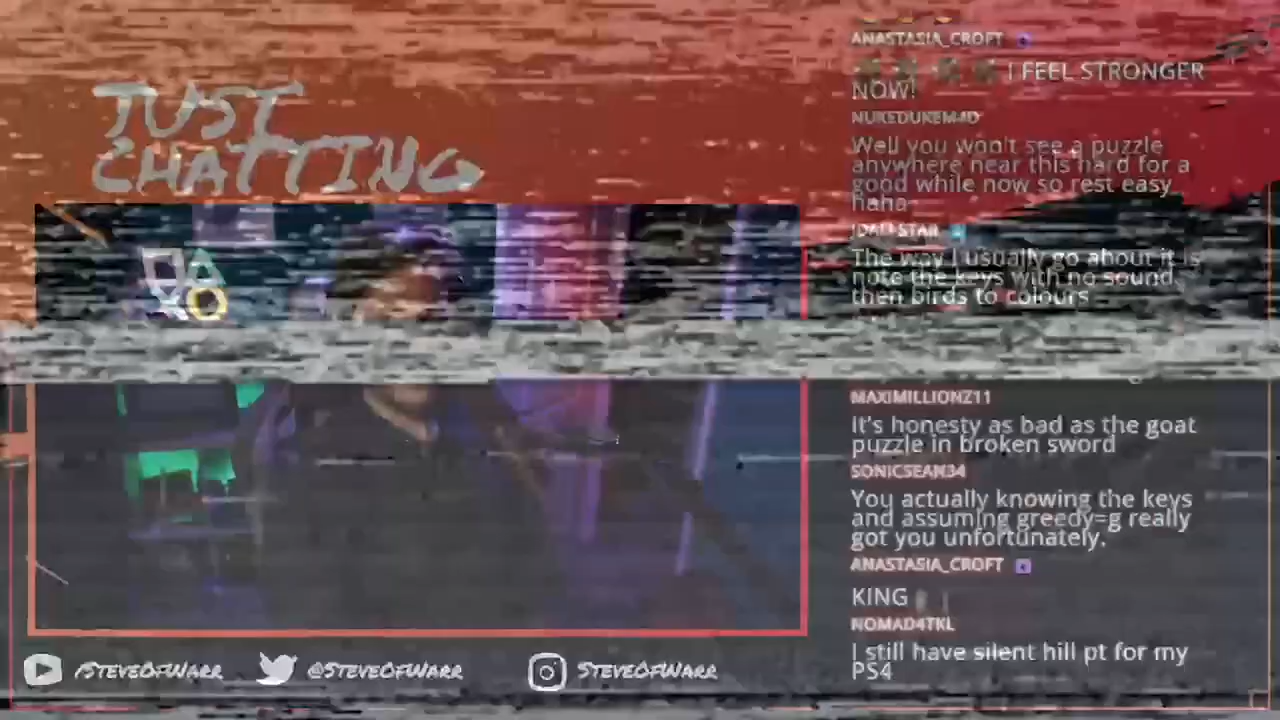 JUST
CHATTING
ANASTASIA_CROFT
I FEEL STRONGER
NOW!
NUKEDUKEM4D
Well you won't see a puzzle
anywhere near this hard for a
good while now so rest easy
haha
STAR
The way I usually go about it is
note the keys with no sound,
then birds to colours
MAXIMILLIONZ11
It's honesty as bad as the goat
puzzle in broken sword
SONICSEAN34
You actually knowing the keys
and assuming greedy=g really
got you unfortunately.
ANASTASIA_CROFT
KING
NOMAD4TKL
I still have silent hill pt for my
PS4
/STEVEOFWARR @STEVEOFWARR STEVEOFWARR